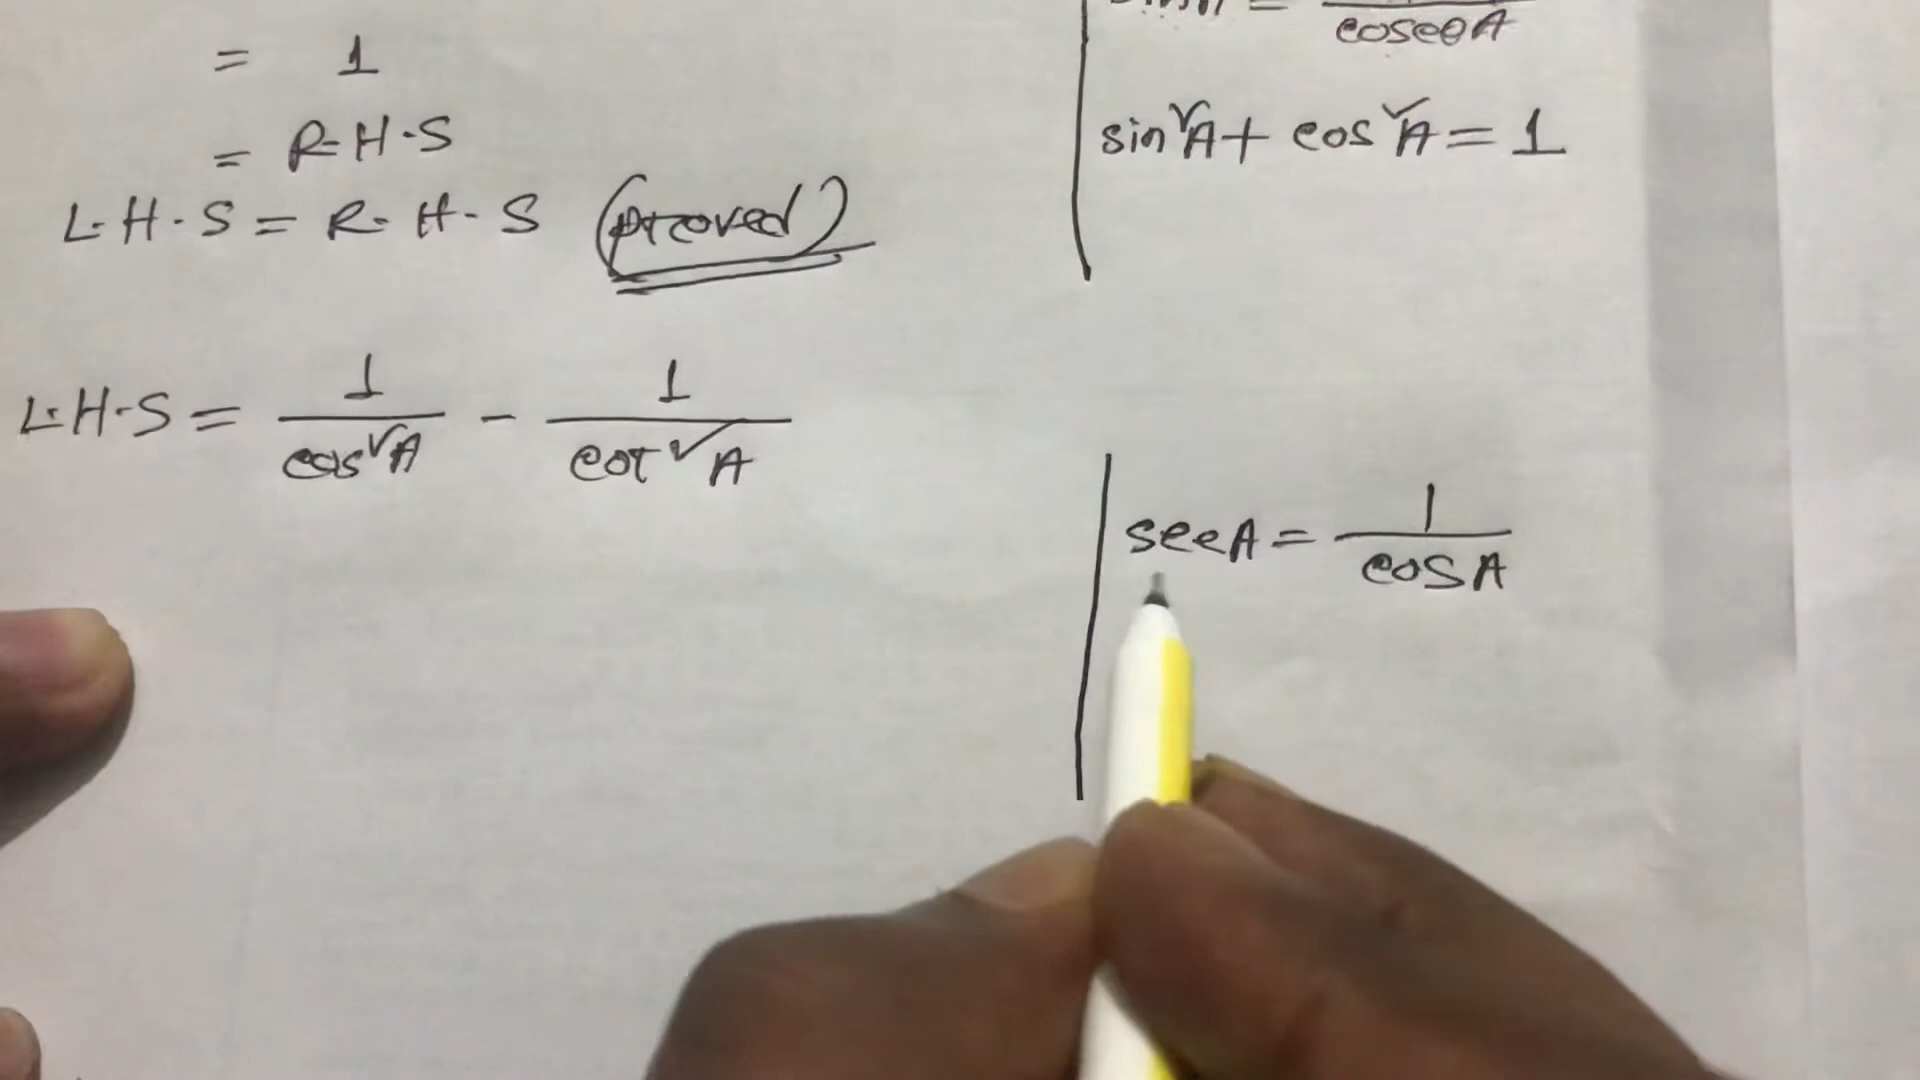 = 1
= R.H.S
L.H.S = R.H.S (proved)
cosecA
sin²A + cos²A = 1
L.H.S = 1/cos²A - 1/cot²A
secA = 1/cosA